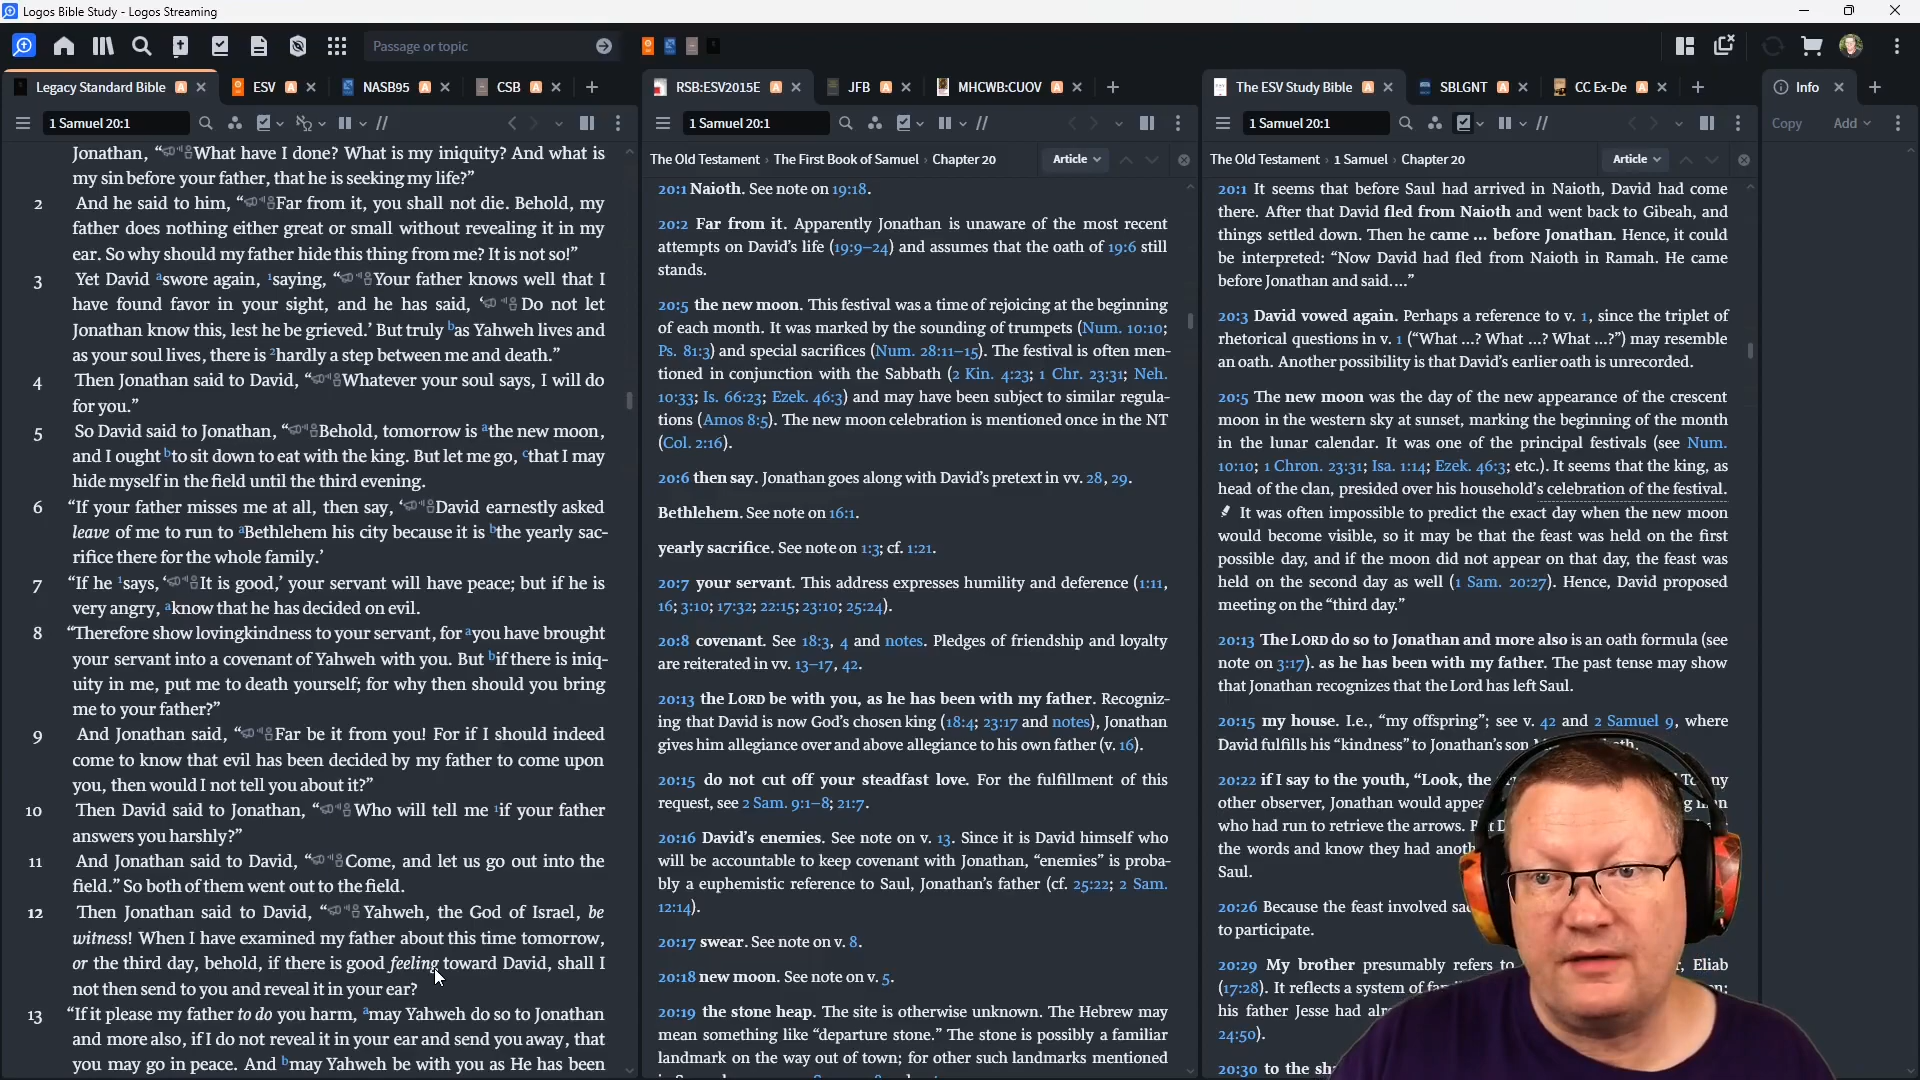 Logos Bible Study - Logos Streaming
Passage or topic
Legacy Standard Bible A
ESV A
NASB95 A
CSB A
1 Samuel 20:1
Jonathan, “What have I done? What is my iniquity? And what is
my sin before your father, that he is seeking my life?”
2 And he said to him, “Far from it, you shall not die. Behold, my
father does nothing either great or small without revealing it in my
ear. So why should my father hide this thing from me? It is not so!”
3 Yet David aswore again, 1saying, “Your father knows well that I
have found favor in your sight, and he has said, ‘Do not let
Jonathan know this, lest he be grieved.’ But truly bas Yahweh lives and
as your soul lives, there is 2hardly a step between me and death.”
4 Then Jonathan said to David, “Whatever your soul says, I will do
for you.”
5 So David said to Jonathan, “Behold, tomorrow is athe new moon,
and I ought bto sit down to eat with the king. But let me go, cthat I may
hide myself in the field until the third evening.
6 “If your father misses me at all, then say, ‘David earnestly asked
leave of me to run to aBethlehem his city because it is bthe yearly sac-
rifice there for the whole family.’
7 “If he 1says, ‘It is good,’ your servant will have peace; but if he is
very angry, aknow that he has decided on evil.
8 “Therefore show lovingkindness to your servant, for ayou have brought
your servant into a covenant of Yahweh with you. But bif there is iniq-
uity in me, put me to death yourself; for why then should you bring
me to your father?”
9 And Jonathan said, “Far be it from you! For if I should indeed
come to know that evil has been decided by my father to come upon
you, then would I not tell you about it?”
10 Then David said to Jonathan, “Who will tell me 1if your father
answers you harshly?”
11 And Jonathan said to David, “Come, and let us go out into the
field.” So both of them went out to the field.
12 Then Jonathan said to David, “Yahweh, the God of Israel, be
witness! When I have examined my father about this time tomorrow,
or the third day, behold, if there is good feeling toward David, shall I
not then send to you and reveal it in your ear?
13 “If it please my father to do you harm, amay Yahweh do so to Jonathan
and more also, if I do not reveal it in your ear and send you away, that
you may go in peace. And bmay Yahweh be with you as He has been
RSB:ESV2015E A
JFB A
MHCWB:CUOV A
1 Samuel 20:1
The Old Testament › The First Book of Samuel › Chapter 20
Article
20:1 Naioth. See note on 19:18.
20:2 Far from it. Apparently Jonathan is unaware of the most recent
attempts on David’s life (19:9–24) and assumes that the oath of 19:6 still
stands.
20:5 the new moon. This festival was a time of rejoicing at the beginning
of each month. It was marked by the sounding of trumpets (Num. 10:10;
Ps. 81:3) and special sacrifices (Num. 28:11–15). The festival is often men-
tioned in conjunction with the Sabbath (2 Kin. 4:23; 1 Chr. 23:31; Neh.
10:33; Is. 66:23; Ezek. 46:3) and may have been subject to similar regula-
tions (Amos 8:5). The new moon celebration is mentioned once in the NT
(Col. 2:16).
20:6 then say. Jonathan goes along with David’s pretext in vv. 28, 29.
Bethlehem. See note on 16:1.
yearly sacrifice. See note on 1:3; cf. 1:21.
20:7 your servant. This address expresses humility and deference (1:11,
16; 3:10; 17:32; 22:15; 23:10; 25:24).
20:8 covenant. See 18:3, 4 and notes. Pledges of friendship and loyalty
are reiterated in vv. 13–17, 42.
20:13 the LORD be with you, as he has been with my father. Recogniz-
ing that David is now God’s chosen king (18:4; 23:17 and notes), Jonathan
gives him allegiance over and above allegiance to his own father (v. 16).
20:15 do not cut off your steadfast love. For the fulfillment of this
request, see 2 Sam. 9:1–8; 21:7.
20:16 David’s enemies. See note on v. 13. Since it is David himself who
will be accountable to keep covenant with Jonathan, “enemies” is proba-
bly a euphemistic reference to Saul, Jonathan’s father (cf. 25:22; 2 Sam.
12:14).
20:17 swear. See note on v. 8.
20:18 new moon. See note on v. 5.
20:19 the stone heap. The site is otherwise unknown. The Hebrew may
mean something like “departure stone.” The stone is possibly a familiar
landmark on the way out of town; for other such landmarks mentioned
The ESV Study Bible A
SBLGNT A
CC Ex-De A
1 Samuel 20:1
The Old Testament › 1 Samuel › Chapter 20
Article
20:1 It seems that before Saul had arrived in Naioth, David had come
there. After that David fled from Naioth and went back to Gibeah, and
things settled down. Then he came … before Jonathan. Hence, it could
be interpreted: “Now David had fled from Naioth in Ramah. He came
before Jonathan and said.…”
20:3 David vowed again. Perhaps a reference to v. 1, since the triplet of
rhetorical questions in v. 1 (“What …? What …? What …?”) may resemble
an oath. Another possibility is that David’s earlier oath is unrecorded.
20:5 The new moon was the day of the new appearance of the crescent
moon in the western sky at sunset, marking the beginning of the month
in the lunar calendar. It was one of the principal festivals (see Num.
10:10; 1 Chron. 23:31; Isa. 1:14; Ezek. 46:3; etc.). It seems that the king, as
head of the clan, presided over his household’s celebration of the festival.
It was often impossible to predict the exact day when the new moon
would become visible, so it may be that the feast was held on the first
possible day, and if the moon did not appear on that day, the feast was
held on the second day as well (1 Sam. 20:27). Hence, David proposed
meeting on the “third day.”
20:13 The LORD do so to Jonathan and more also is an oath formula (see
note on 3:17). as he has been with my father. The past tense may show
that Jonathan recognizes that the Lord has left Saul.
20:15 my house. I.e., “my offspring”; see v. 42 and 2 Samuel 9, where
David fulfills his “kindness” to Jonathan’s son
20:22 if I say to the youth, “Look, the
other observer, Jonathan would
who had run to retrieve the arrows.
the words and know they had
Saul.
20:26 Because the feast involved
to participate.
20:29 My brother presumably refers to Eliab
(17:28). It reflects a system of
his father Jesse had
24:50).
20:30 to the
Info
Copy
Add